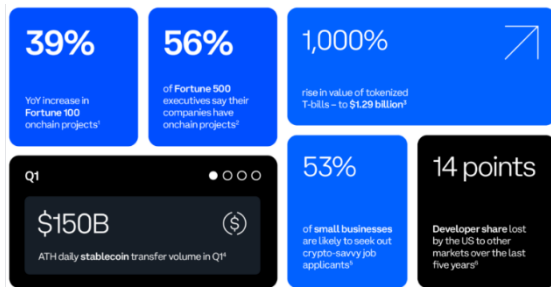 39%
YoY increase in
Fortune 100
onchain projects¹
56%
of Fortune 500
executives say their
companies have
onchain projects²
1,000%
rise in value of tokenized
T-bills – to $1.29 billion³
Q1
$150B
ATH daily stablecoin transfer volume in Q1⁴
53%
of small businesses
are likely to seek out
crypto-savvy job
applicants⁵
14 points
Developer share lost
by the US to other
markets over the last
five years⁶